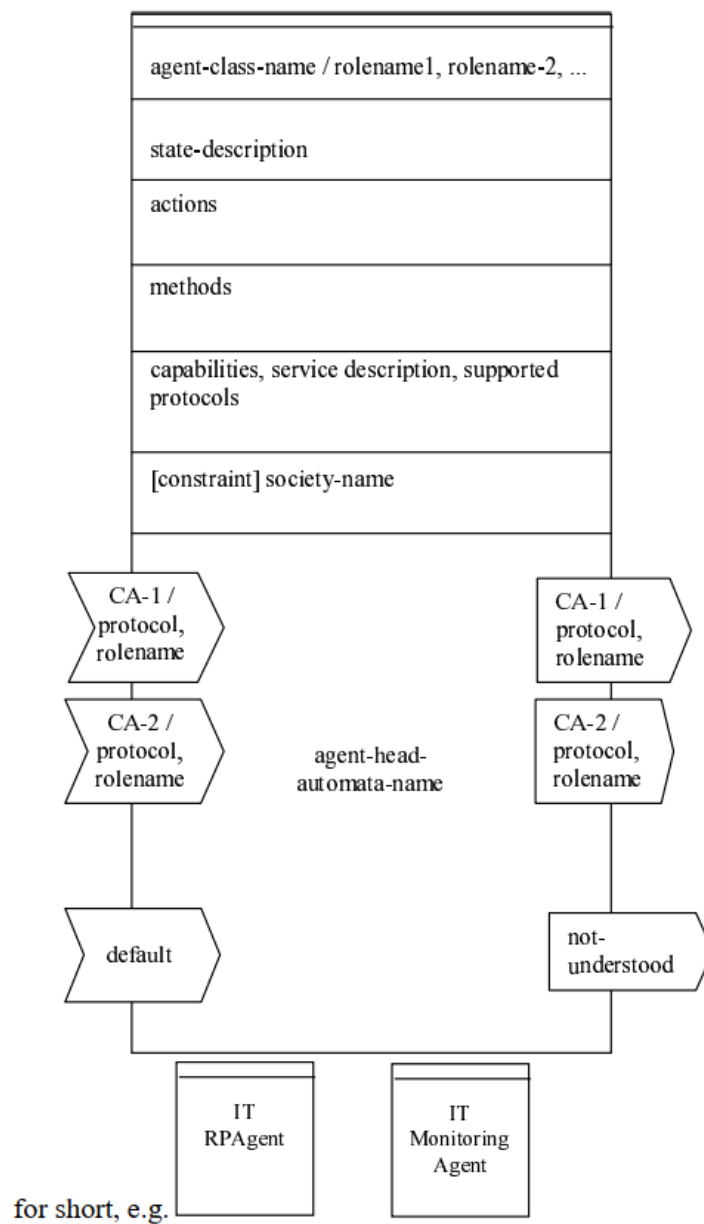 agent-class-name / rolename1, rolename-2, ...
state-description
actions
methods
capabilities, service description, supported
protocols
[constraint] society-name
CA-1 /
protocol,
rolename
CA-1 /
protocol,
rolename
CA-2 /
protocol,
rolename
agent-head-
automata-name
CA-2 /
protocol,
rolename
default
not-
understood
IT
RPAgent
IT
Monitoring
Agent
for short, e.g.